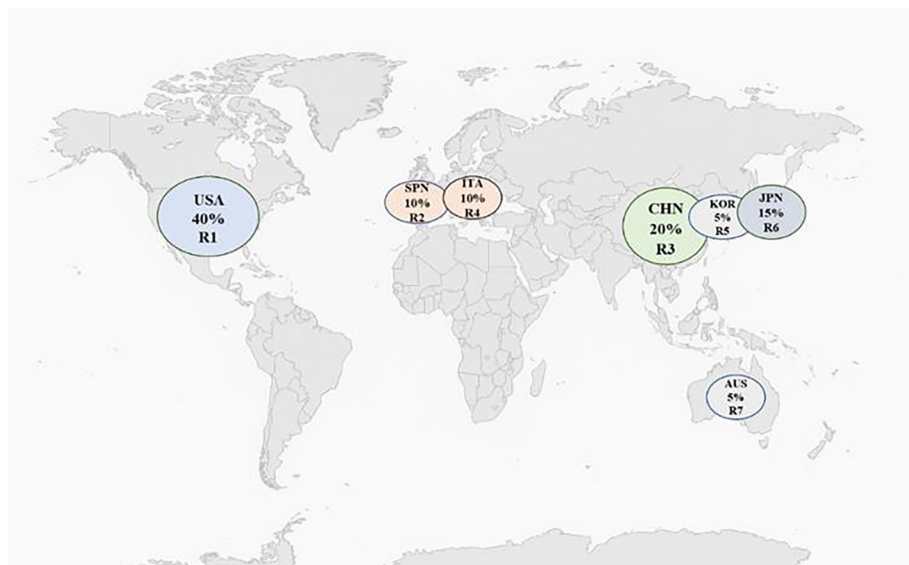 USA
40%
R1
SPN
10%
R2
ITA
10%
R4
CHN
20%
R3
KOR
5%
R5
JPN
15%
R6
AUS
5%
R7